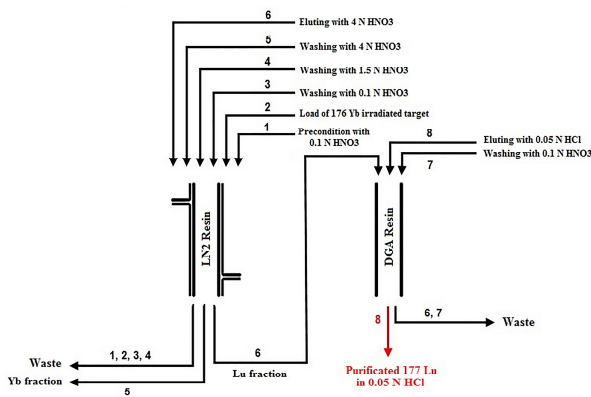 6
Eluting with 4 N HNO3
5
Washing with 4 N HNO3
4
Washing with 1.5 N HNO3
3
Washing with 0.1 N HNO3
2
Load of 176 Yb irradiated target
1
Precondition with
0.1 N HNO3
8
Eluting with 0.05 N HCl
Washing with 0.1 N HNO3
7
LN2 Resin
DGA Resin
8
6, 7
Waste
1, 2, 3, 4
Waste
6
Lu fraction
Yb fraction
5
Purificated 177 Lu
in 0.05 N HCl